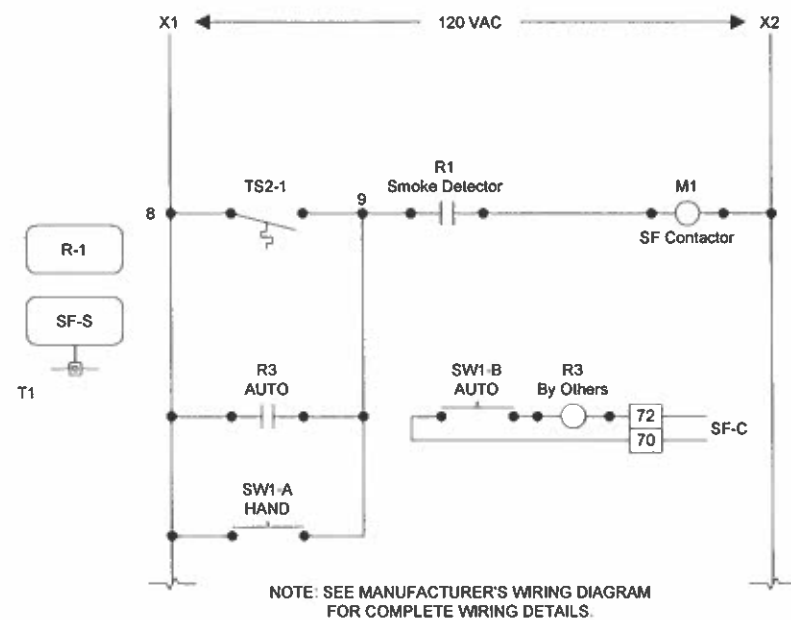 X1
120 VAC
X2
R1
Smoke Detector
TS2-1
M1
8
9
SF Contactor
R-1
SF-S
T1
R3
AUTO
SW1-B
AUTO
R3
By Others
72
70
SF-C
SW1-A
HAND
NOTE: SEE MANUFACTURER'S WIRING DIAGRAM
FOR COMPLETE WIRING DETAILS.